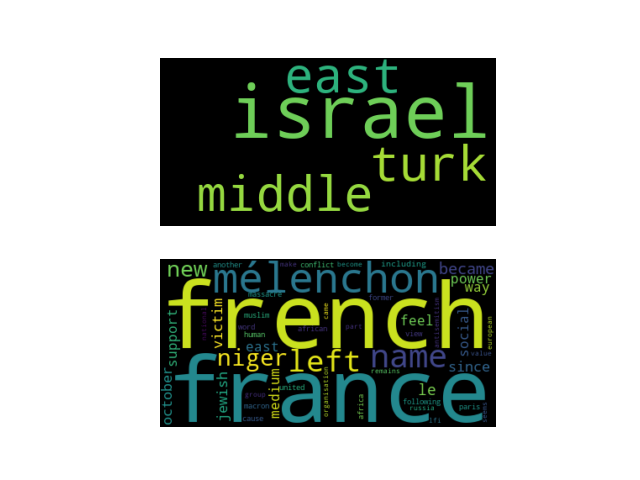 east
israel
turk
middle
another make conflict become including
new mélenchon became
power
way
massacre former
french
victim muslim came feel social european
support word african part
human view
east
niger left name value
since
remains
france
october jewish medium united organisation le
group africa following
macron russia paris
cause lfi